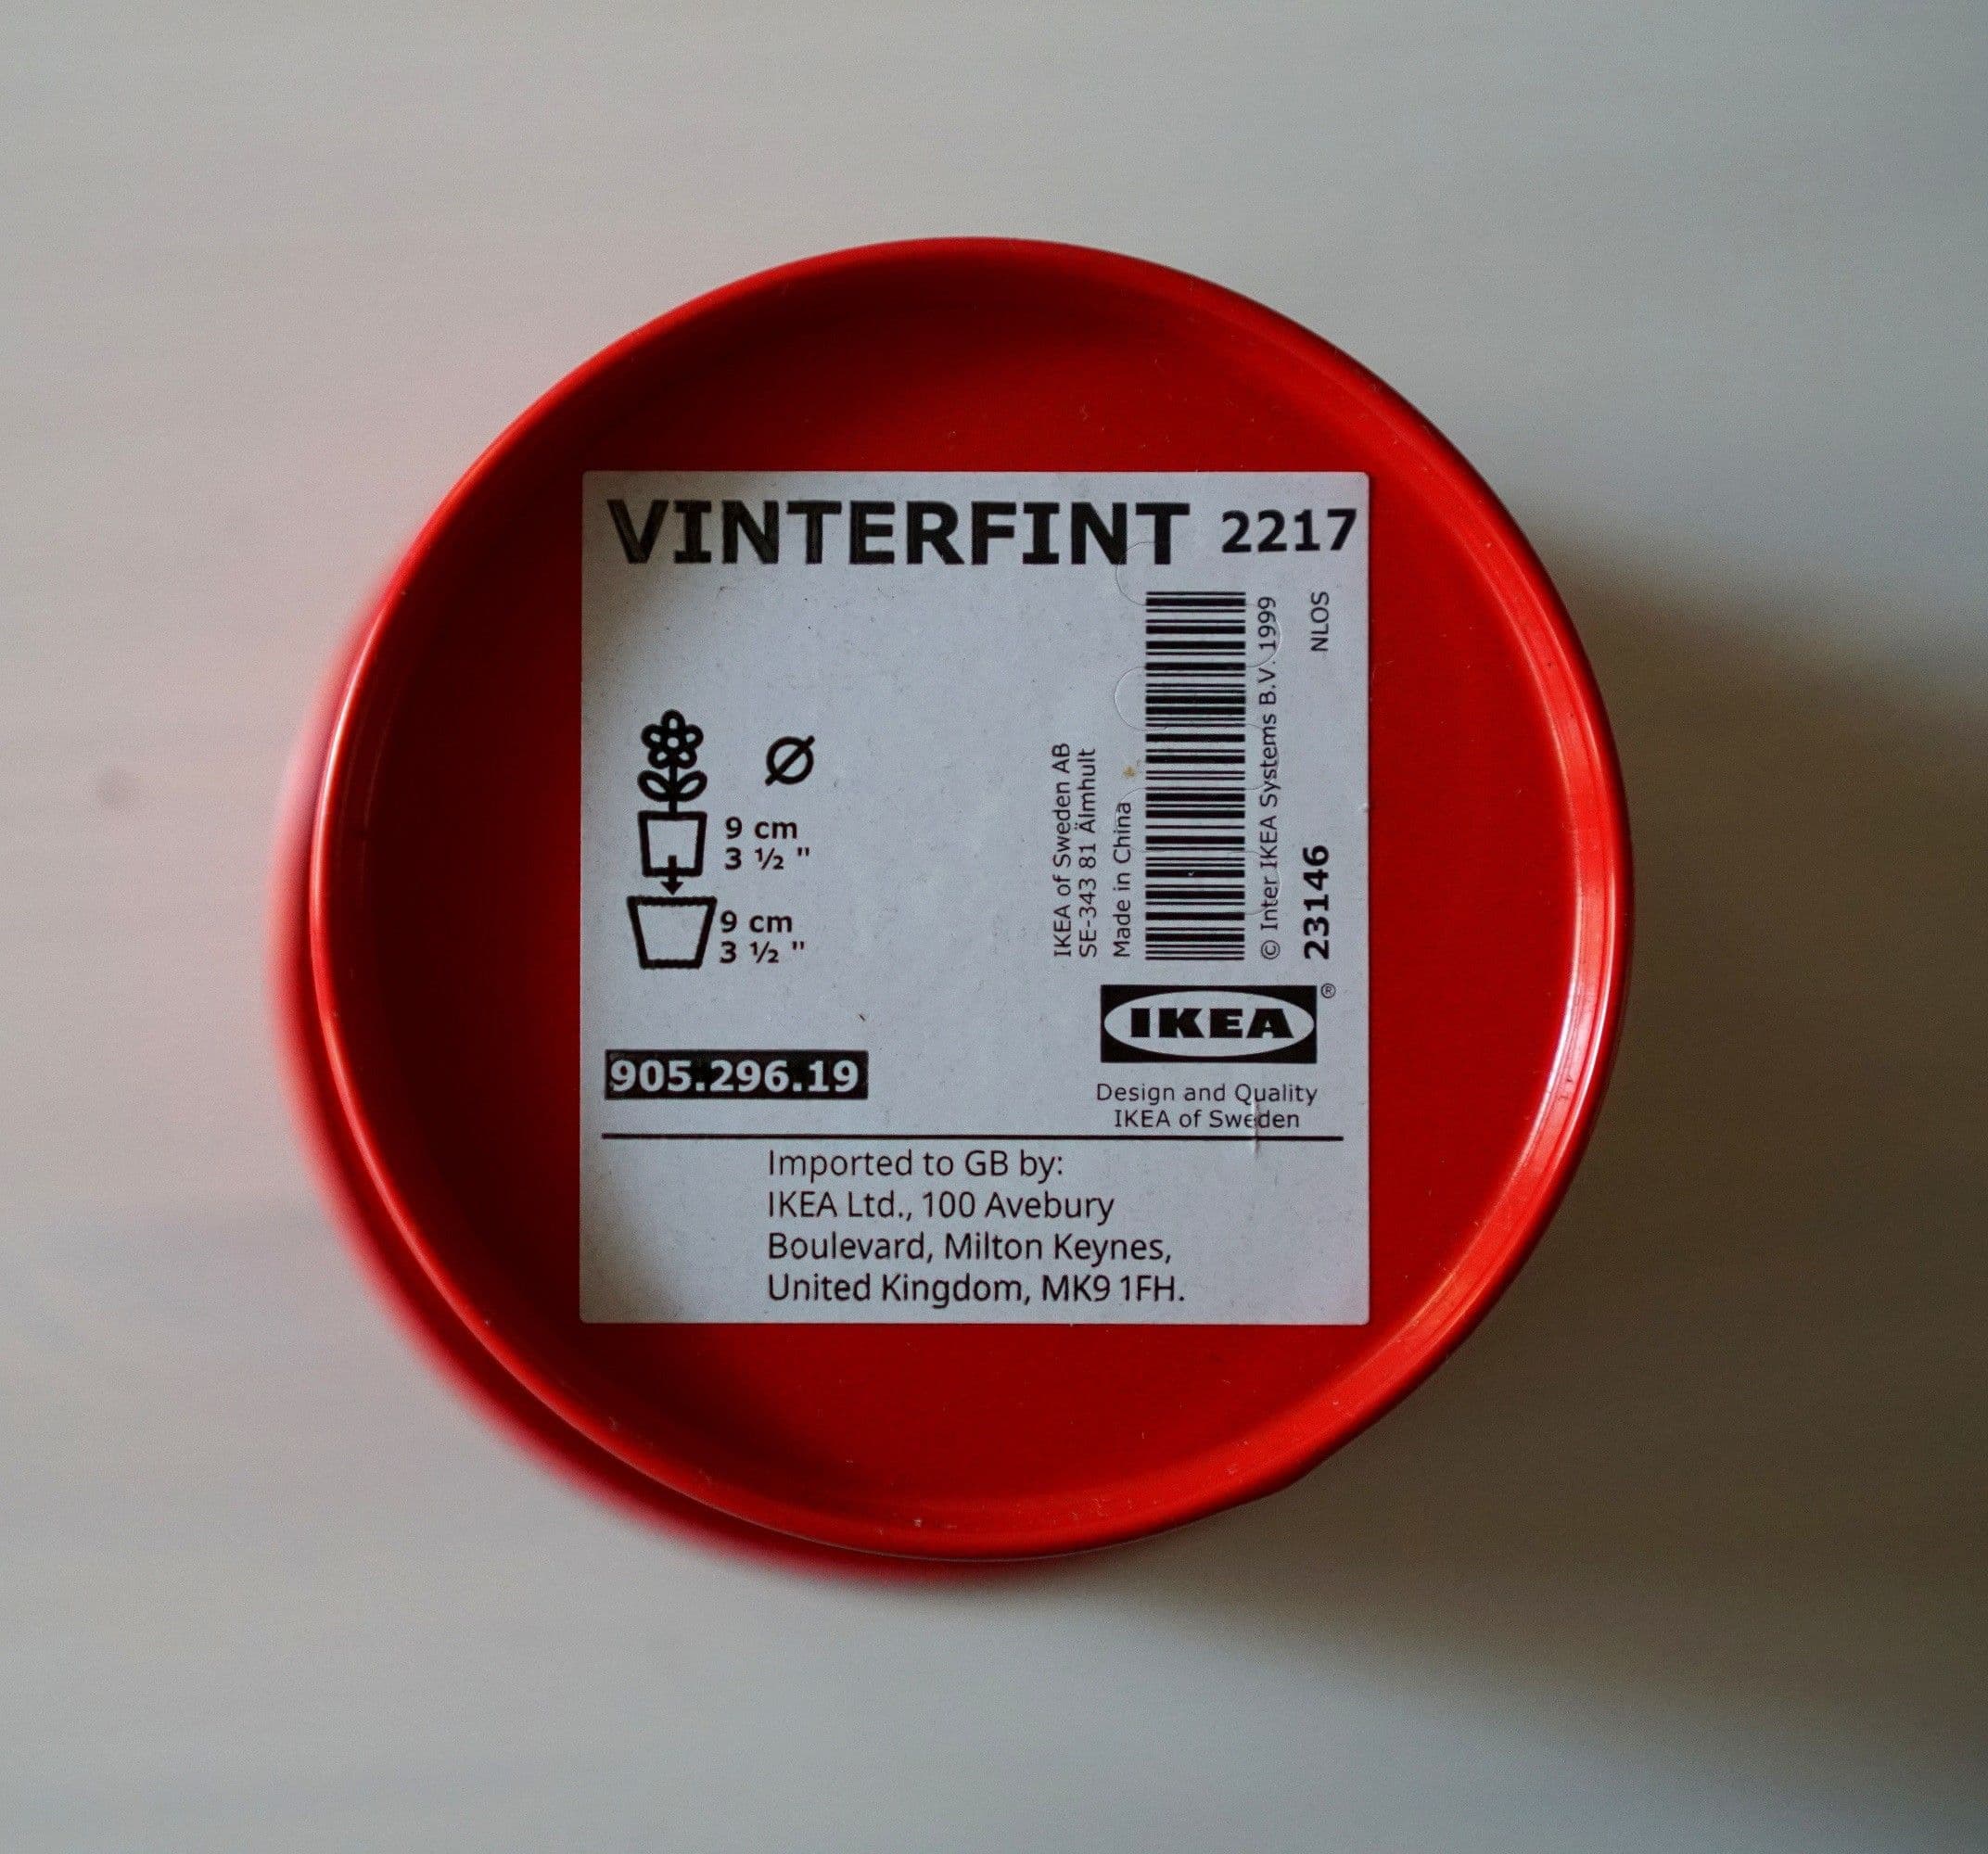 VINTERFINT 2217
Ø
9 cm
3 ½ "
9 cm
3 ½ "
905.296.19
IKEA of Sweden AB
SE-343 81 Älmhult
Made in China
© Inter IKEA Systems B.V. 1999
23146 NLOS
IKEA ®
Design and Quality
IKEA of Sweden
Imported to GB by:
IKEA Ltd., 100 Avebury
Boulevard, Milton Keynes,
United Kingdom, MK9 1FH.